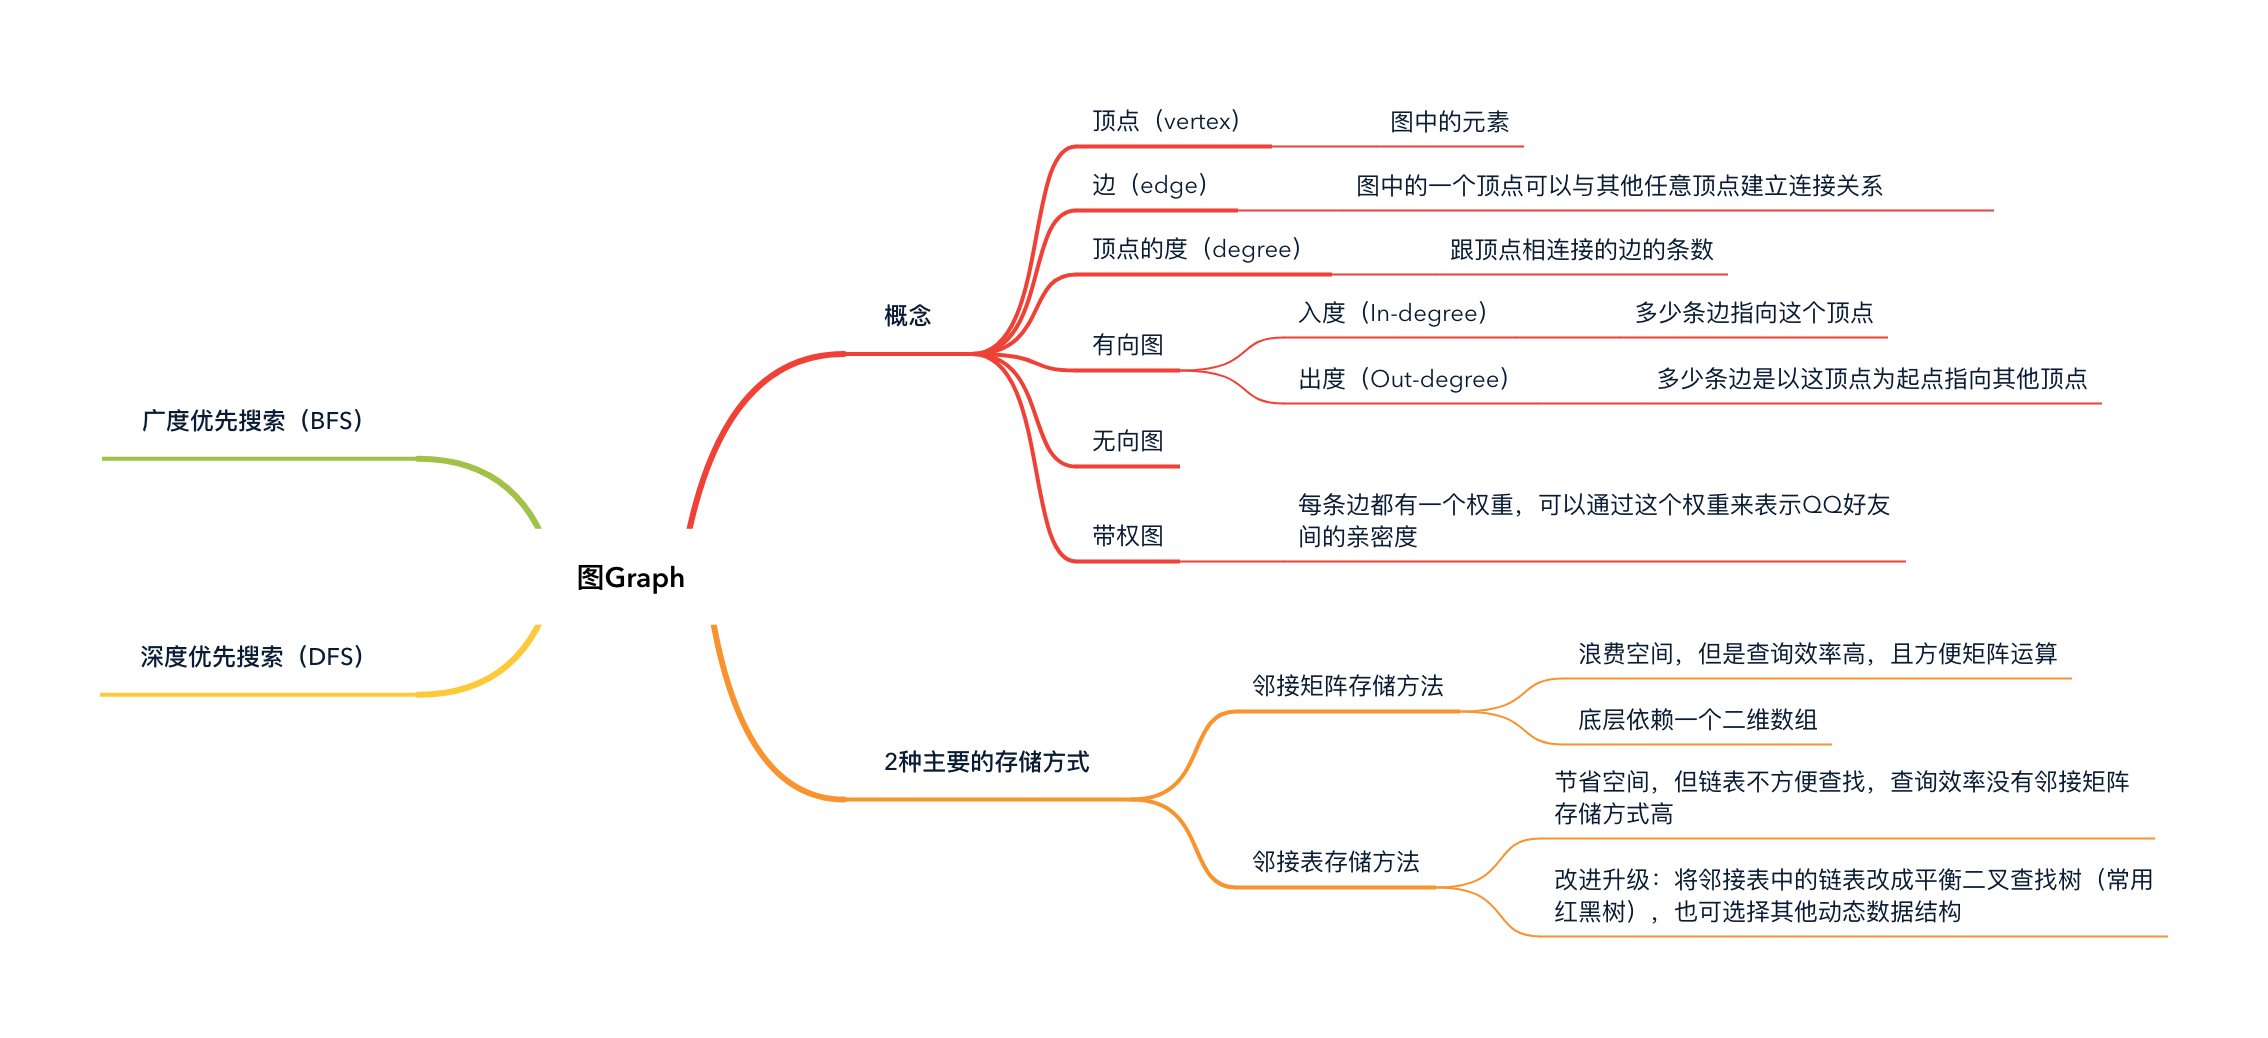 图Graph
概念
顶点（vertex）
图中的元素
边（edge）
图中的一个顶点可以与其他任意顶点建立连接关系
顶点的度（degree）
跟顶点相连接的边的条数
有向图
入度（In-degree）
多少条边指向这个顶点
出度（Out-degree）
多少条边是以这顶点为起点指向其他顶点
无向图
带权图
每条边都有一个权重，可以通过这个权重来表示QQ好友
间的亲密度
2种主要的存储方式
邻接矩阵存储方法
浪费空间，但是查询效率高，且方便矩阵运算
底层依赖一个二维数组
邻接表存储方法
节省空间，但链表不方便查找，查询效率没有邻接矩阵
存储方式高
改进升级：将邻接表中的链表改成平衡二叉查找树（常用
红黑树），也可选择其他动态数据结构
广度优先搜索（BFS）
深度优先搜索（DFS）